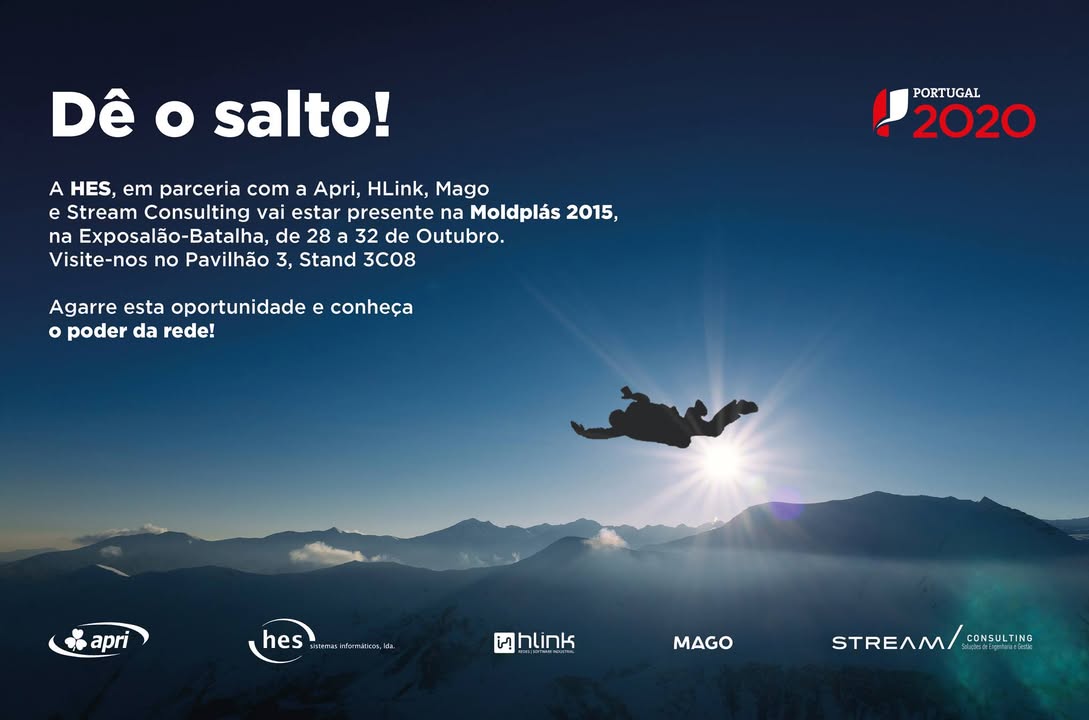 Dê o salto!
PORTUGAL
2020
A HES, em parceria com a Apri, HLink, Mago
e Stream Consulting vai estar presente na Moldplás 2015,
na Exposalão-Batalha, de 28 a 32 de Outubro.
Visite-nos no Pavilhão 3, Stand 3C08
Agarre esta oportunidade e conheça
o poder da rede!
apri
hes sistemas informáticos, lda.
hlink
REDES | SOFTWARE INDUSTRIAL
MAGO
STREAM CONSULTING
Soluções de Engenharia e Gestão